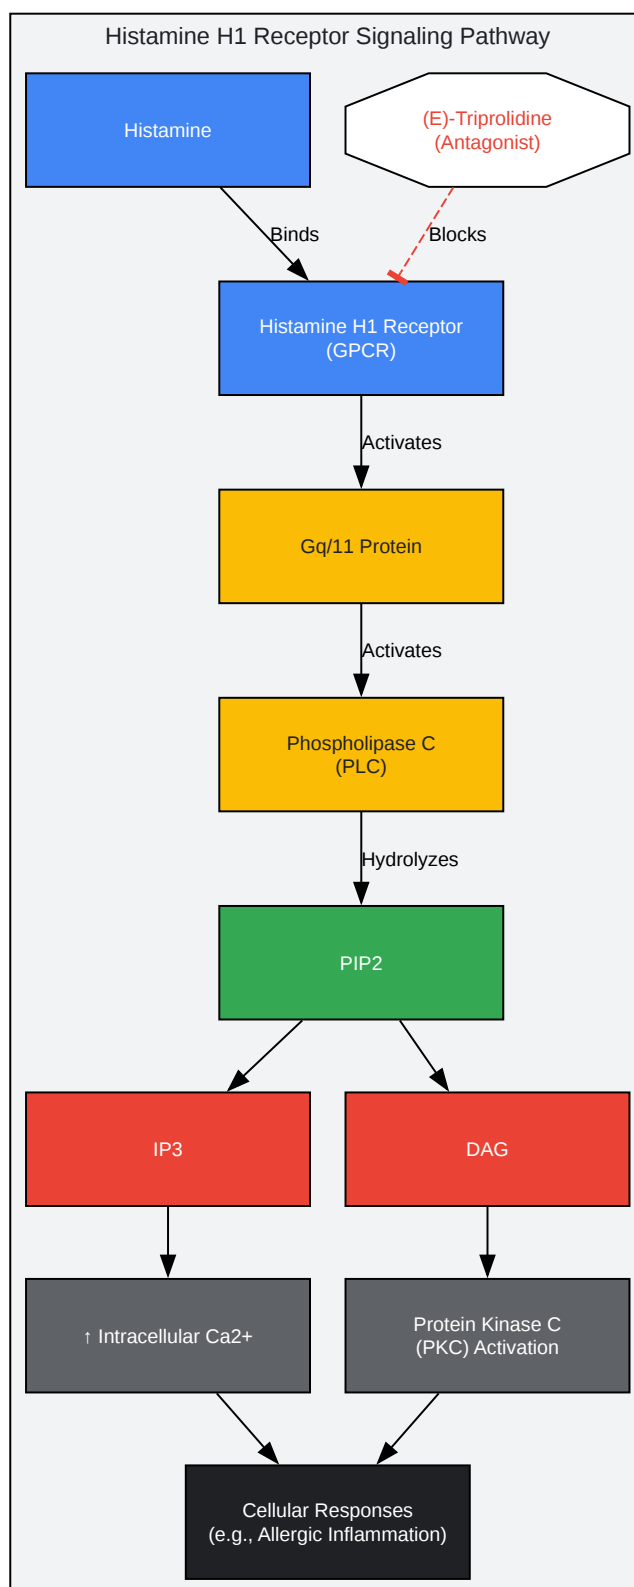 Histamine H1 Receptor Signaling Pathway
Histamine
(E)-Triprolidine
(Antagonist)
Binds
Blocks
Histamine H1 Receptor
(GPCR)
Activates
Gq/11 Protein
Activates
Phospholipase C
(PLC)
Hydrolyzes
PIP2
IP3
DAG
↑ Intracellular Ca2+
Protein Kinase C
(PKC) Activation
Cellular Responses
(e.g., Allergic Inflammation)